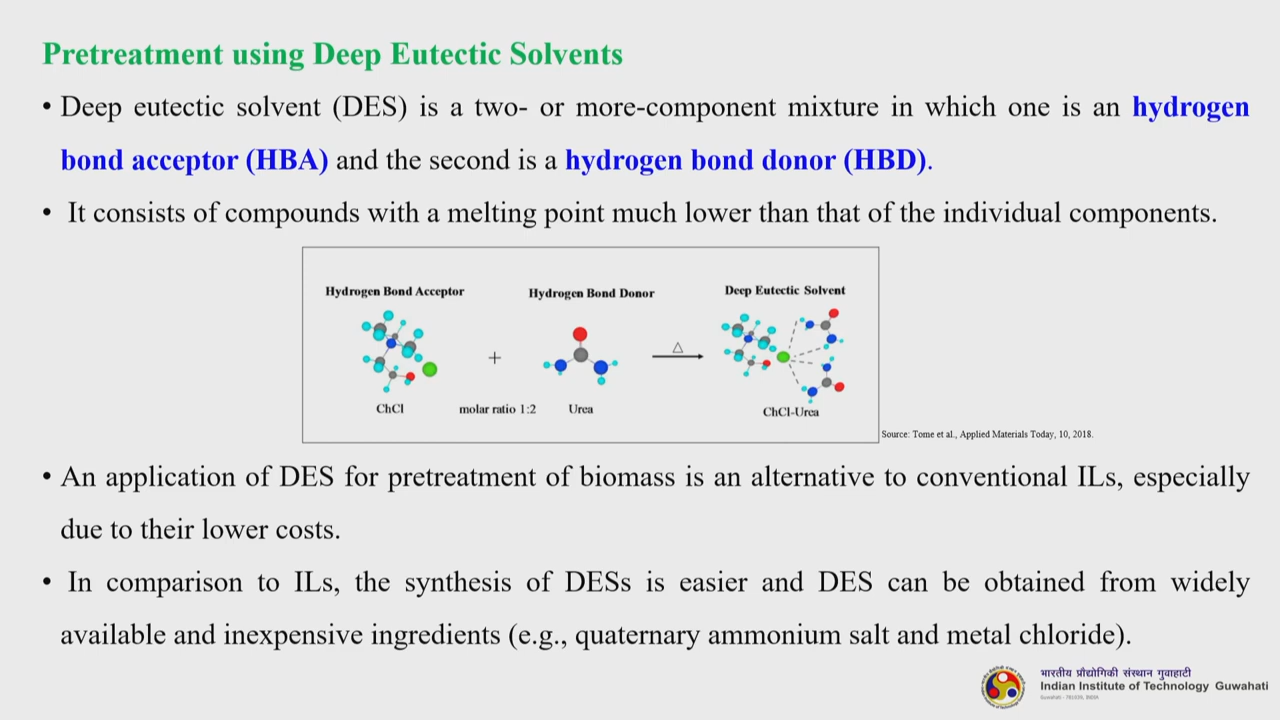 Pretreatment using Deep Eutectic Solvents
• Deep eutectic solvent (DES) is a two- or more-component mixture in which one is an hydrogen
bond acceptor (HBA) and the second is a hydrogen bond donor (HBD).
• It consists of compounds with a melting point much lower than that of the individual components.
Hydrogen Bond Acceptor
Hydrogen Bond Donor
Deep Eutectic Solvent
+
△
ChCl
molar ratio 1:2
Urea
ChCl-Urea
Source: Tome et al., Applied Materials Today, 10, 2018.
• An application of DES for pretreatment of biomass is an alternative to conventional ILs, especially
due to their lower costs.
• In comparison to ILs, the synthesis of DESs is easier and DES can be obtained from widely
available and inexpensive ingredients (e.g., quaternary ammonium salt and metal chloride).
भारतीय प्रौद्योगिकी संस्थान गुवाहाटी
Indian Institute of Technology Guwahati
Guwahati - 781039, INDIA